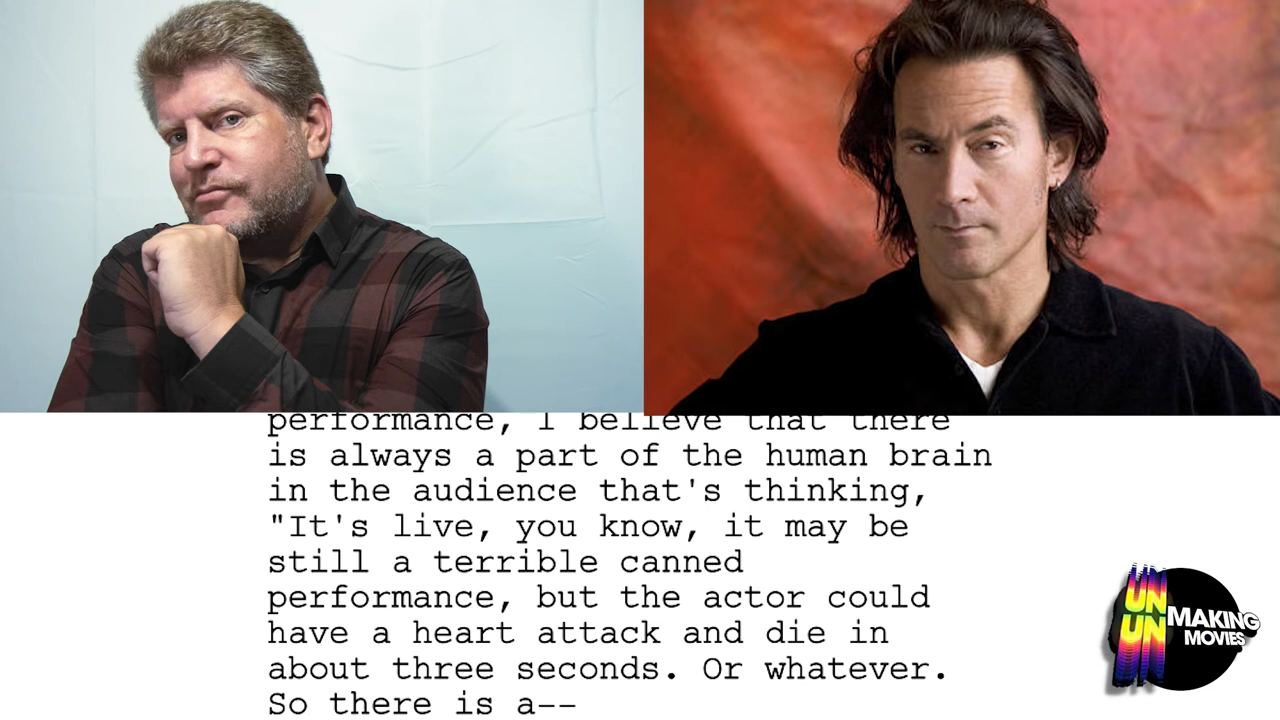 performance, I believe that there
is always a part of the human brain
in the audience that's thinking,
"It's live, you know, it may be
still a terrible canned
performance, but the actor could
have a heart attack and die in
about three seconds. Or whatever.
So there is a--
UN
UN
MAKING
MOVIES